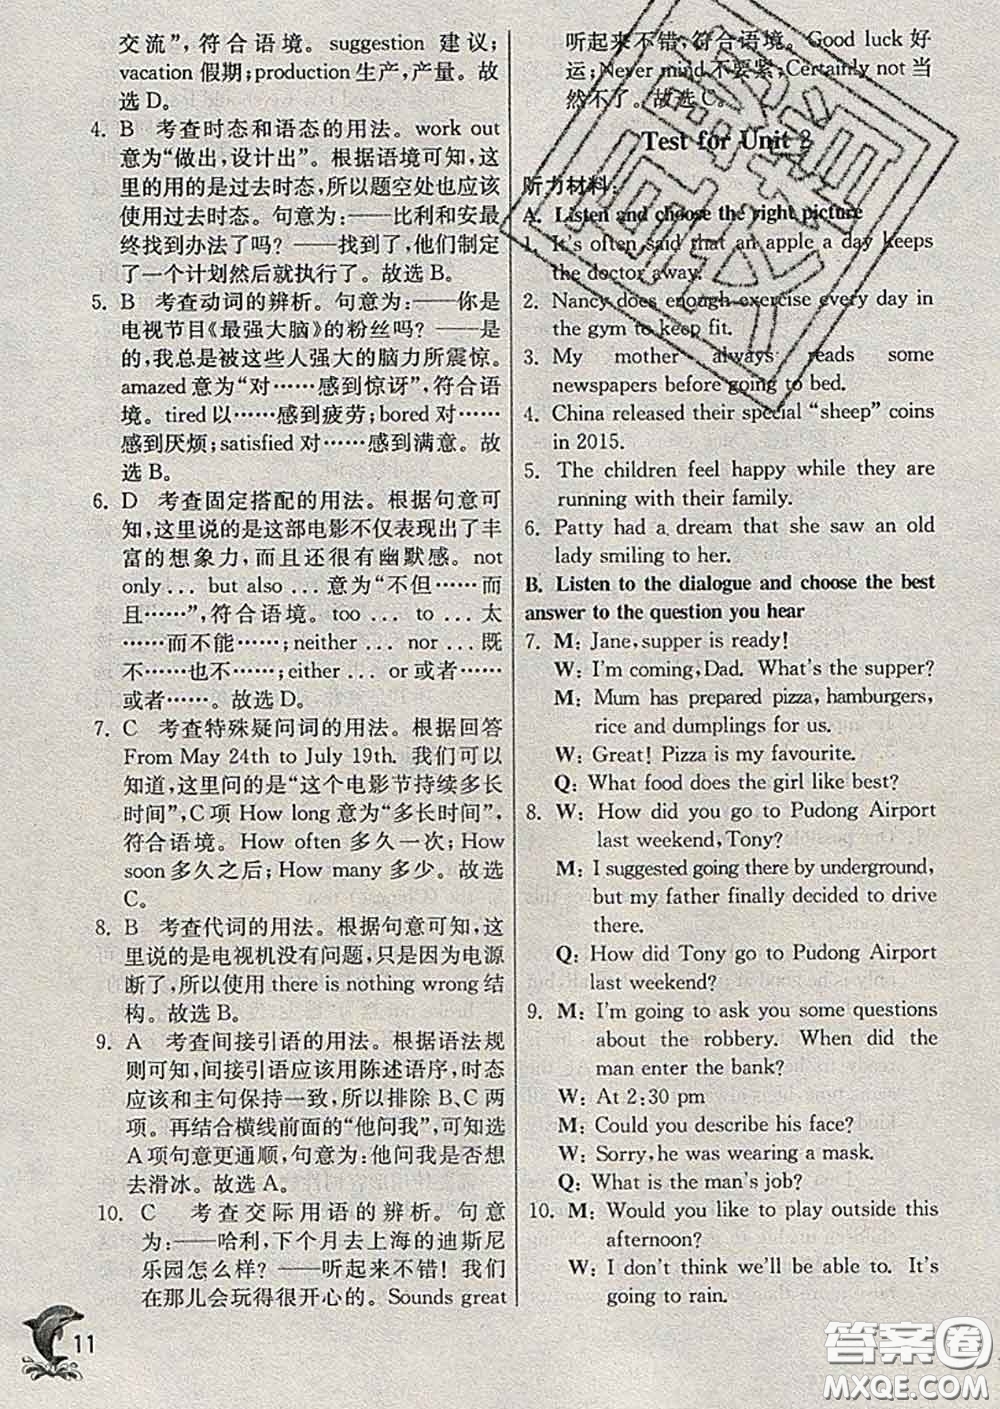 交流”,符合语境。suggestion 建议;
vacation 假期;production 生产,产量。故
选 D。
4. B 考查时态和语态的用法。work out
意为“做出,设计出”。根据语境可知,这
里的用的是过去时态,所以题空处也应该
使用过去时态。句意为:——比利和安最
终找到办法了吗? ——找到了,他们制定
了一个计划然后就执行了。故选 B。
5. B 考查动词的辨析。句意为:——你是
电视节目《最强大脑》的粉丝吗? ——是
的,我总是被这些人强大的脑力所震惊。
amazed 意为“对……感到惊讶”,符合语
境。tired 以……感到疲劳;bored 对……
感到厌烦;satisfied 对……感到满意。故
选 B。
6. D 考查固定搭配的用法。根据句意可
知,这里说的是这部电影不仅表现出了丰
富的想象力,而且还很有幽默感。not
only ... but also ... 意为“不但……而
且……”,符合语境。too ... to ... 太
……而不能……;neither ... nor ... 既
不……也不……;either ... or 或者……
或者……。故选 D。
7. C 考查特殊疑问词的用法。根据回答
From May 24th to July 19th. 我们可以
知道,这里问的是“这个电影节持续多长
时间”,C 项 How long 意为“多长时间”,
符合语境。How often 多久一次;How
soon 多久之后;How many 多少。故选
C。
8. B 考查代词的用法。根据句意可知,这
里说的是电视机没有问题,只是因为电源
断了,所以使用 there is nothing wrong 结
构。故选 B。
9. A 考查间接引语的用法。根据语法规
则可知,间接引语应该用陈述语序,时态
应该和主句保持一致,所以排除 B、C 两
项。再结合横线前面的“他问我”,可知选
A 项句意更通顺,句意为:他问我是否想
去滑冰。故选 A。
10. C 考查交际用语的辨析。句意
为:——哈利,下个月去上海的迪斯尼
乐园怎么样? ——听起来不错! 我们
在那儿会玩得很开心的。Sounds great
11
听起来不错,符合语境。Good luck 好
运;Never mind 不要紧;Certainly not 当
然不了。故选 C。
Test for Unit 2
听力材料:
A. Listen and choose the right picture
1. It's often said that an apple a day keeps
the doctor away.
2. Nancy does enough exercise every day in
the gym to keep fit.
3. My mother always reads some
newspapers before going to bed.
4. China released their special “sheep” coins
in 2015.
5. The children feel happy while they are
running with their family.
6. Patty had a dream that she saw an old
lady smiling to her.
B. Listen to the dialogue and choose the best
answer to the question you hear
7. M: Jane, supper is ready!
W: I'm coming, Dad. What's the supper?
M: Mum has prepared pizza, hamburgers,
rice and dumplings for us.
W: Great! Pizza is my favourite.
Q: What food does the girl like best?
8. W: How did you go to Pudong Airport
last weekend, Tony?
M: I suggested going there by underground,
but my father finally decided to drive
there.
Q: How did Tony go to Pudong Airport
last weekend?
9. M: I'm going to ask you some questions
about the robbery. When did the
man enter the bank?
W: At 2:30 pm
M: Could you describe his face?
W: Sorry, he was wearing a mask.
Q: What is the man's job?
10. M: Would you like to play outside this
afternoon?
W: I don't think we'll be able to. It's
going to rain.
答案圈
MXQE.COM